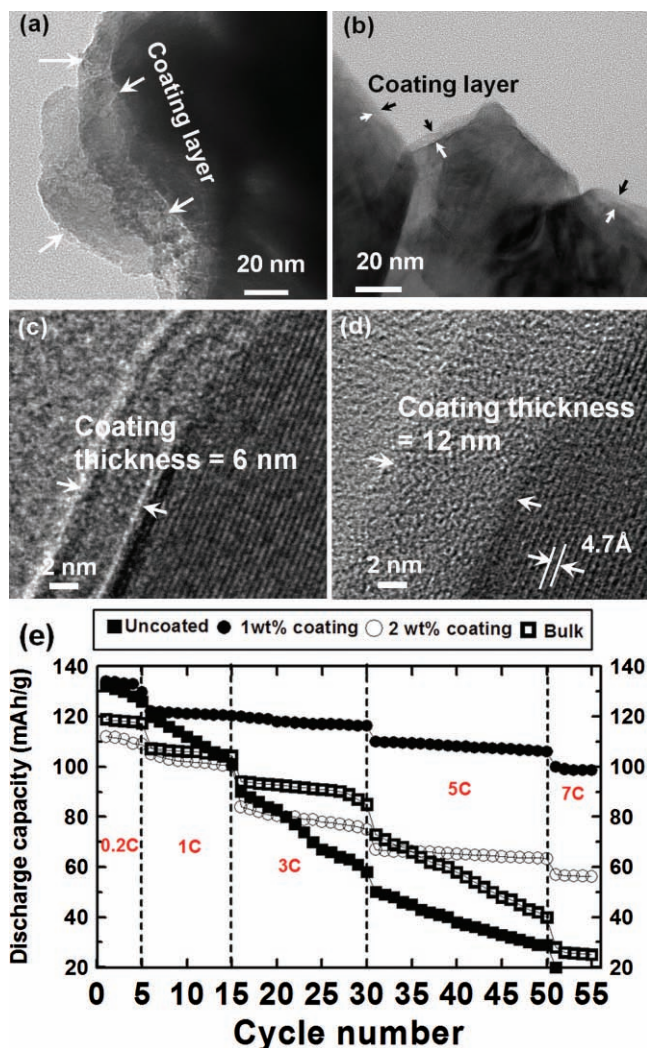 (a)
Coating layer
20 nm
(b)
Coating layer
20 nm
(c)
Coating
thickness = 6 nm
2 nm
(d)
Coating thickness
= 12 nm
4.7Å
2 nm
(e)
Uncoated 1wt% coating 2 wt% coating Bulk
Discharge capacity (mAh/g)
140 140
120 120
100 100
80 80
60 60
40 40
20 20
0.2C 1C 3C 5C 7C
0 5 10 15 20 25 30 35 40 45 50 55
Cycle number